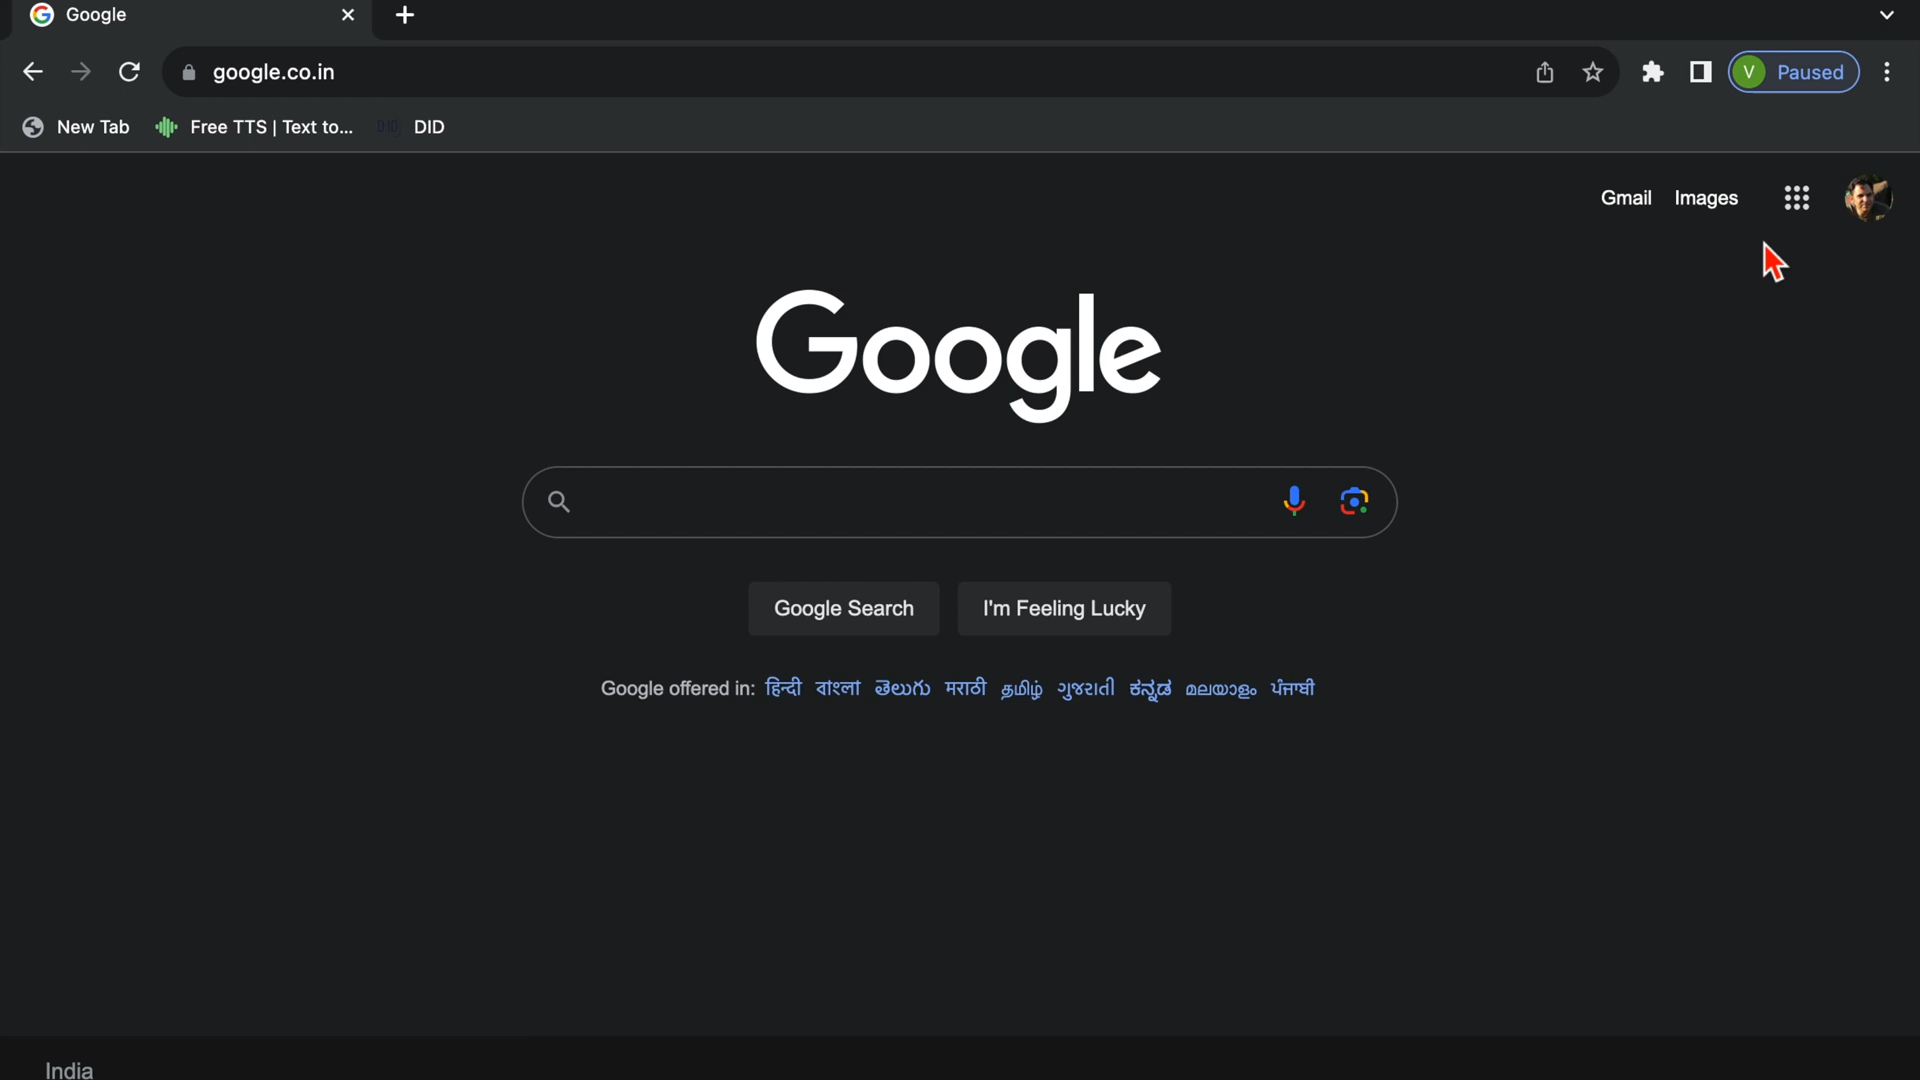 Google
google.co.in
V Paused
New Tab Free TTS | Text to... DID
Gmail Images
Google
Google Search I'm Feeling Lucky
Google offered in: हिन्दी বাংলা తెలుగు मराठी தமிழ் ગુજરાતી ಕನ್ನಡ മലയാളം ਪੰਜਾਬੀ
India